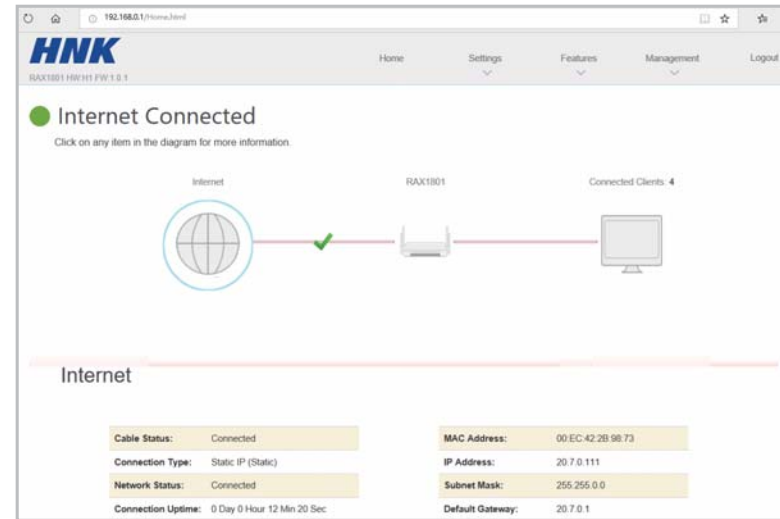 192.168.0.1/Home.html
HNK
RAX1801 HW H1 FW 1.0.1
Home Settings Features Management Logout
Internet Connected
Click on any item in the diagram for more information.
Internet RAX1801 Connected Clients: 4
Internet
Cable Status: Connected MAC Address: 00:EC:42:2B:98:73
Connection Type: Static IP (Static) IP Address: 20.7.0.111
Network Status: Connected Subnet Mask: 255.255.0.0
Connection Uptime: 0 Day 0 Hour 12 Min 20 Sec Default Gateway: 20.7.0.1